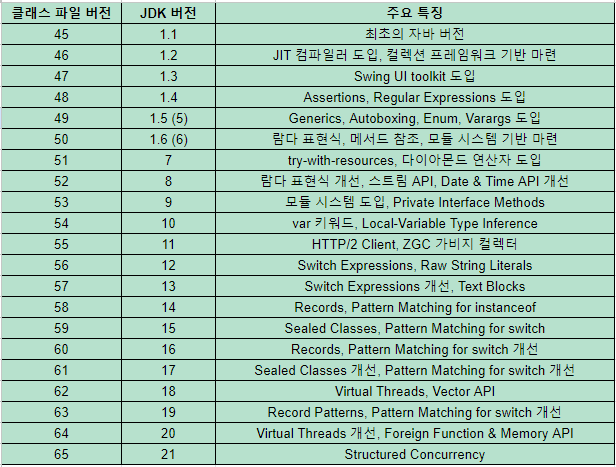 클래스 파일 버전 JDK 버전 주요 특징
45 1.1 최초의 자바 버전
46 1.2 JIT 컴파일러 도입, 컬렉션 프레임워크 기반 마련
47 1.3 Swing UI toolkit 도입
48 1.4 Assertions, Regular Expressions 도입
49 1.5 (5) Generics, Autoboxing, Enum, Varargs 도입
50 1.6 (6) 람다 표현식, 메서드 참조, 모듈 시스템 기반 마련
51 7 try-with-resources, 다이아몬드 연산자 도입
52 8 람다 표현식 개선, 스트림 API, Date & Time API 개선
53 9 모듈 시스템 도입, Private Interface Methods
54 10 var 키워드, Local-Variable Type Inference
55 11 HTTP/2 Client, ZGC 가비지 컬렉터
56 12 Switch Expressions, Raw String Literals
57 13 Switch Expressions 개선, Text Blocks
58 14 Records, Pattern Matching for instanceof
59 15 Sealed Classes, Pattern Matching for switch
60 16 Records, Pattern Matching for switch 개선
61 17 Sealed Classes 개선, Pattern Matching for switch 개선
62 18 Virtual Threads, Vector API
63 19 Record Patterns, Pattern Matching for switch 개선
64 20 Virtual Threads 개선, Foreign Function & Memory API
65 21 Structured Concurrency